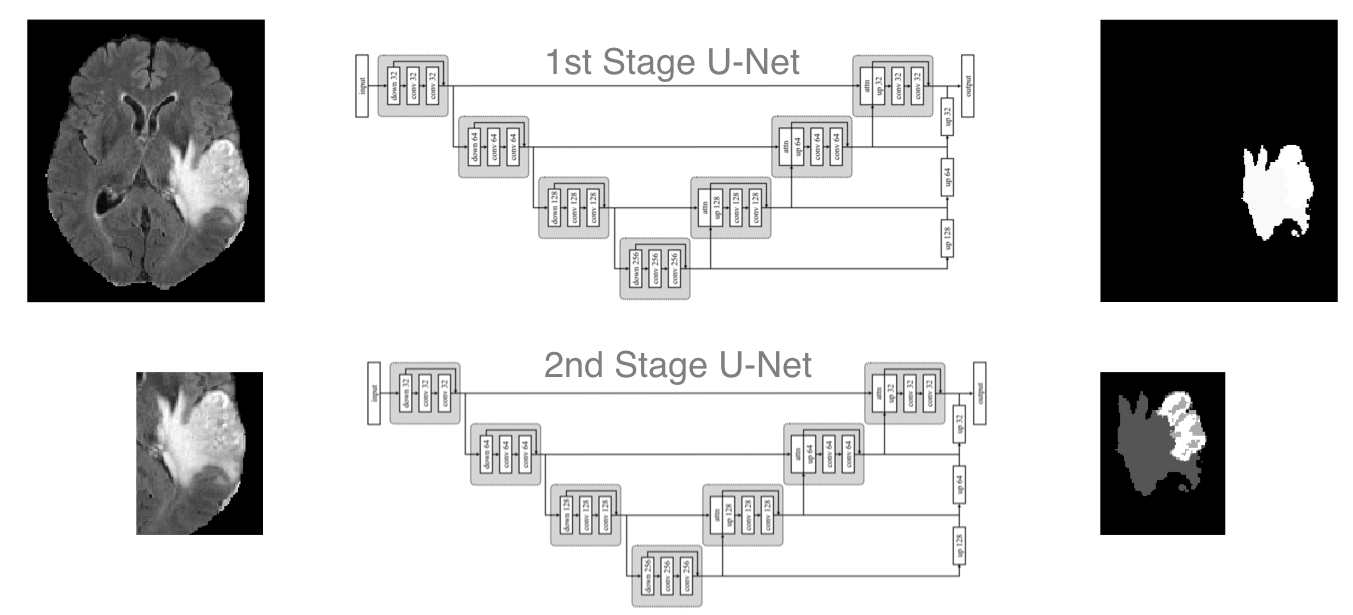 1st Stage U-Net
input
down 32
conv 32
conv 32
attn
up 32
conv 32
conv 32
output
down 64
conv 64
conv 64
attn
up 64
conv 64
conv 64
up 32
down 128
conv 128
conv 128
attn
up 128
conv 128
conv 128
up 64
down 256
conv 256
conv 256
up 128
2nd Stage U-Net
input
down 32
conv 32
conv 32
attn
up 32
conv 32
conv 32
output
down 64
conv 64
conv 64
attn
up 64
conv 64
conv 64
up 32
down 128
conv 128
conv 128
attn
up 128
conv 128
conv 128
up 64
down 256
conv 256
conv 256
up 128